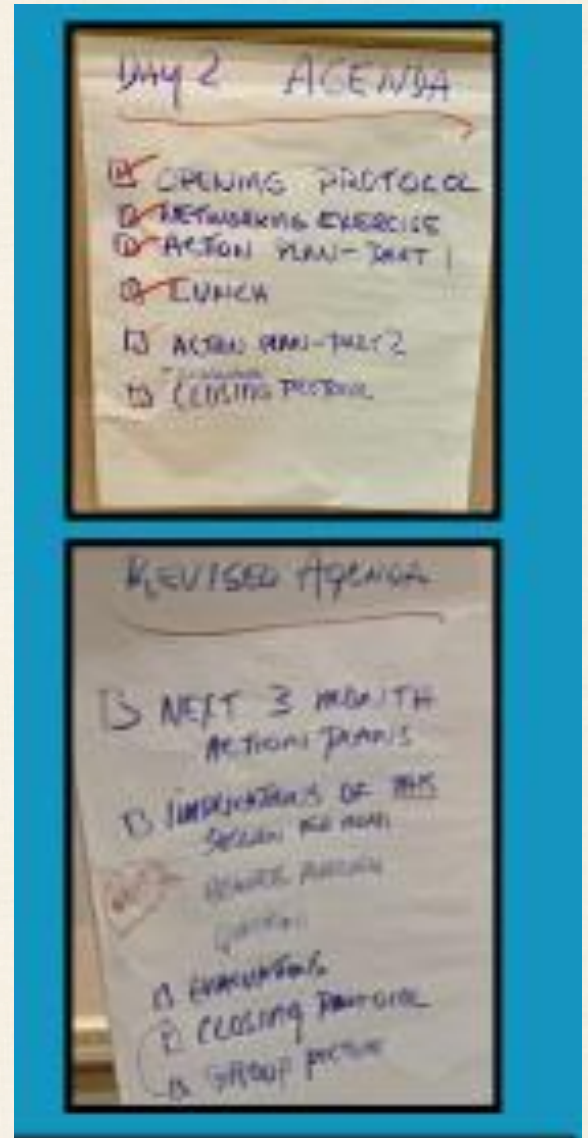 DAY 2 AGENDA
OPENING PROTOCOL
NETWORKING EXERCISE
ACTION PLAN - PART 1
LUNCH
ACTION PLAN - PART 2
CLOSING PROTOCOL
REVISED AGENDA
NEXT 3 MONTH
ACTION PLANS
IMPLICATIONS OF THIS
EVALUATIONS
CLOSING PROTOCOL
GROUP PICTURE